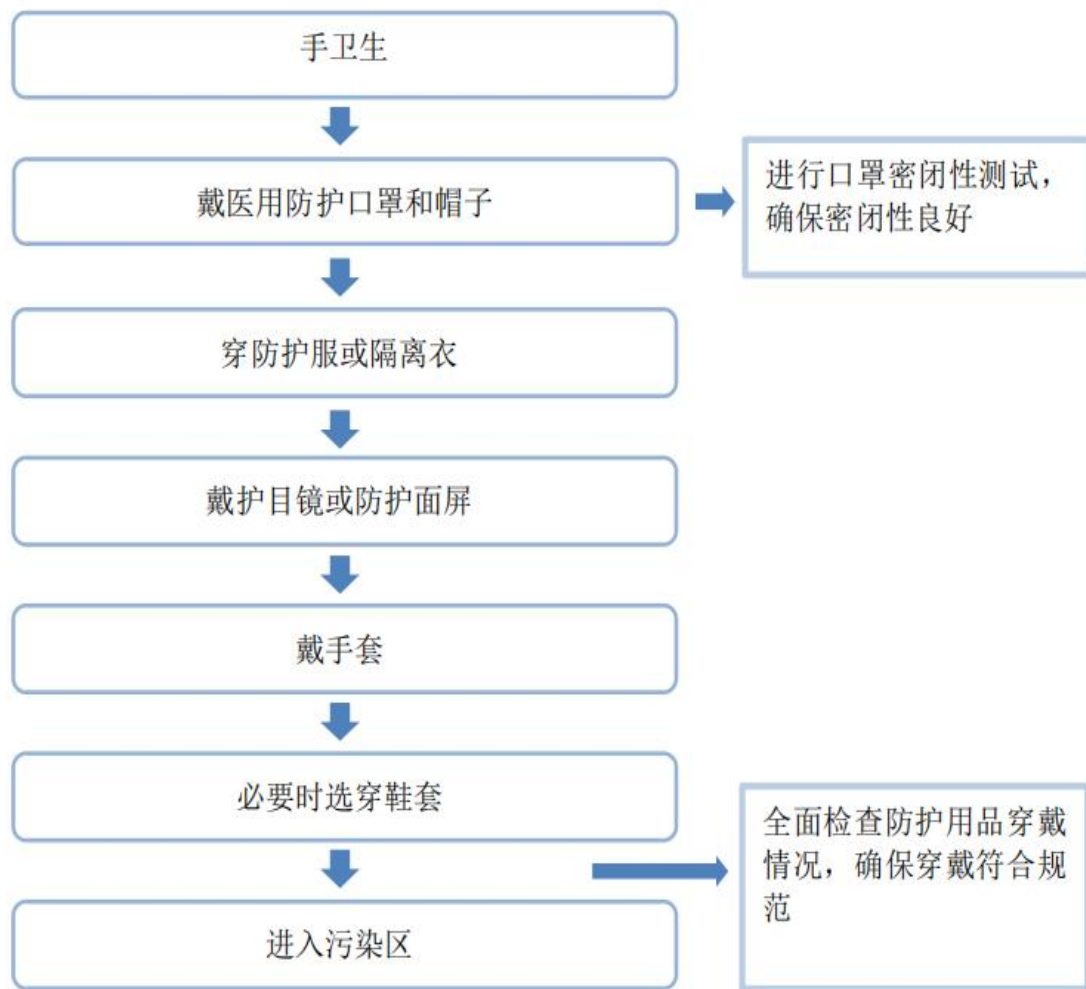 手卫生
戴医用防护口罩和帽子
进行口罩密闭性测试，
确保密闭性良好
穿防护服或隔离衣
戴护目镜或防护面屏
戴手套
必要时选穿鞋套
全面检查防护用品穿戴
情况，确保穿戴符合规
范
进入污染区